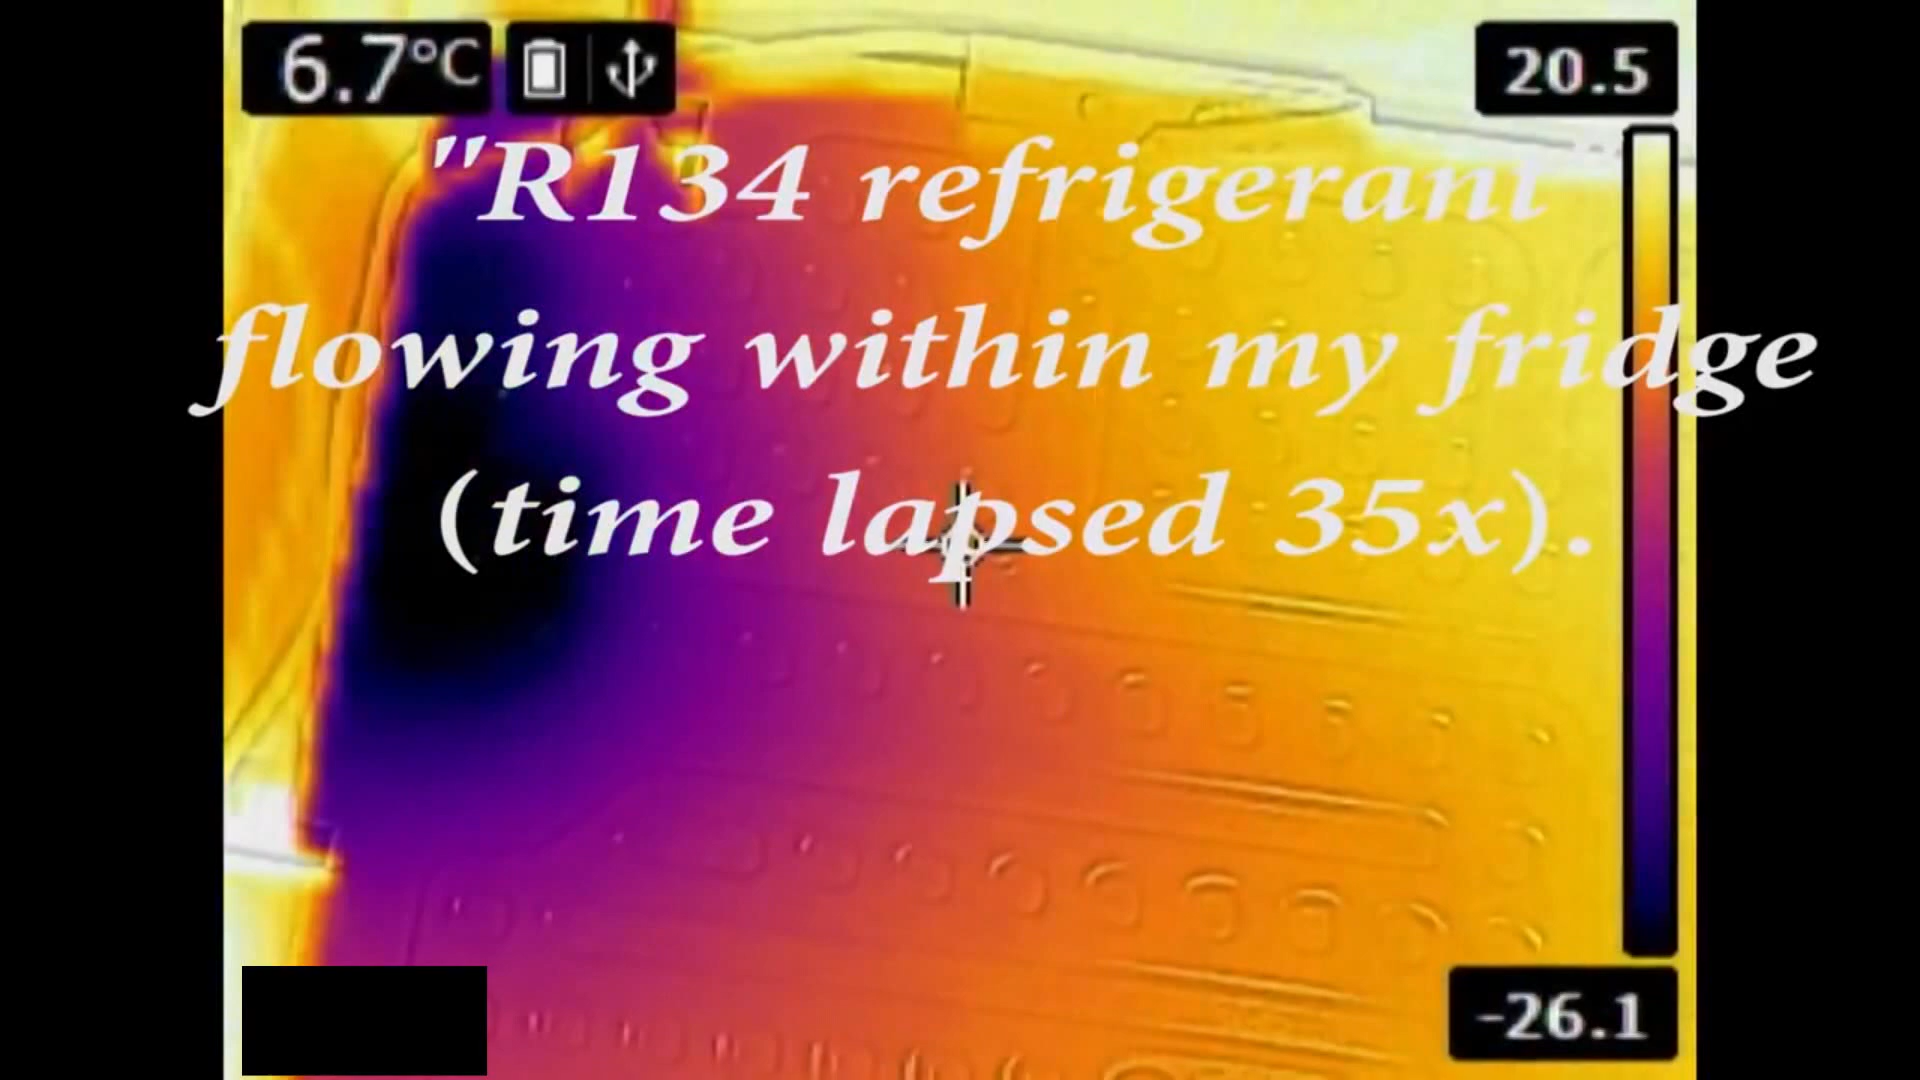 6.7°C
20.5
"R134 refrigerant
flowing within my fridge
(time lapsed 35x).
-26.1